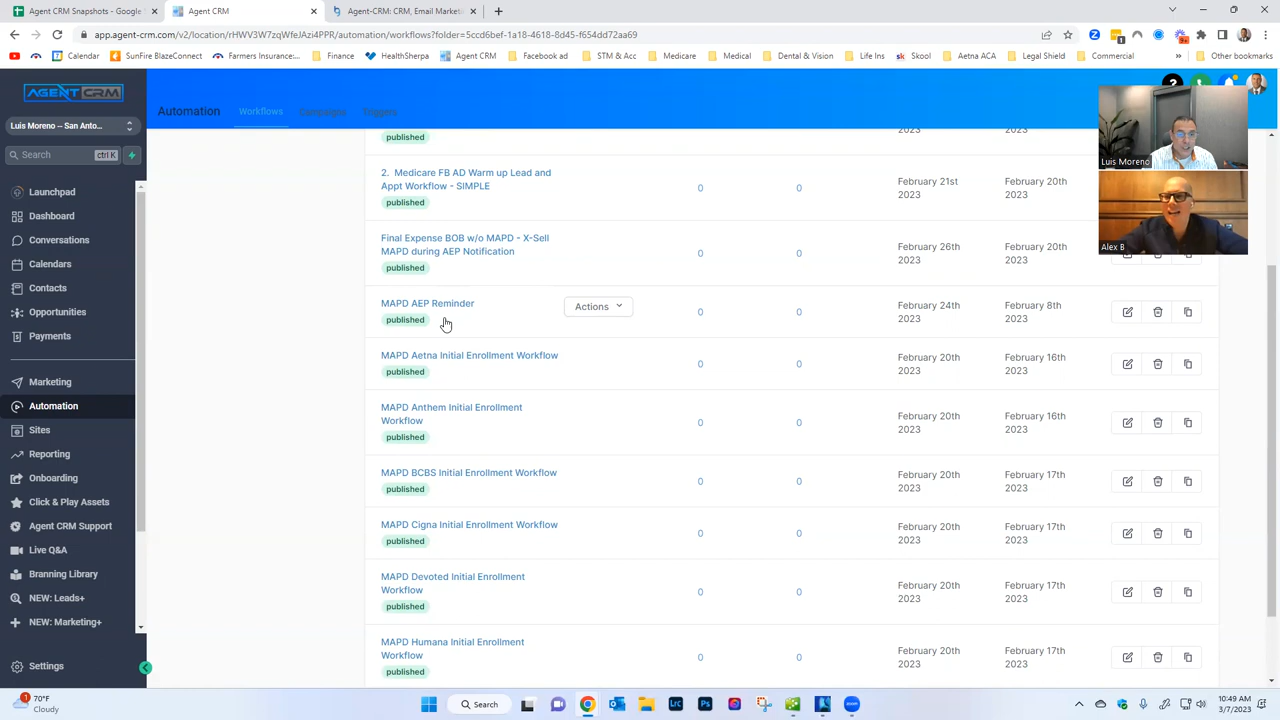 Agent CRM Snapshots - Google
Agent CRM
Agent-CRM: Embedded
app.agent-crm.com/v2/location/rHWV3W7zqWfeJAzi4PPR/automation/workflows?folder=5ccd6bef-1a18-4618-8d45-f654dd72aa69
Calendar
SunFire BlazeConnect
Farmers Insurance:...
Finance
HealthSherpa
Agent CRM
Facebook ad
STM & Acc
Medicare
Medical
Dental & Vision
Life Ins
Skool
Aetna ACA
Legal Shield
Commercial
Other bookmarks
AGENT CRM
Automation
Workflows
Campaigns
Triggers
Luis Moreno -- San Anto...
Search
ctrl K
Launchpad
Dashboard
Conversations
Calendars
Contacts
Opportunities
Payments
Marketing
Automation
Sites
Reporting
Onboarding
Click & Play Assets
Agent CRM Support
Live Q&A
Branning Library
NEW: Leads+
NEW: Marketing+
Settings
published
2023
2023
2. Medicare FB AD Warm up Lead and
Appt Workflow - SIMPLE
published
0
0
February 21st
2023
February 20th
2023
Final Expense BOB w/o MAPD - X-Sell
MAPD during AEP Notification
published
0
0
February 26th
2023
February 20th
2023
MAPD AEP Reminder
published
Actions
0
0
February 24th
2023
February 8th
2023
MAPD Aetna Initial Enrollment Workflow
published
0
0
February 20th
2023
February 16th
2023
MAPD Anthem Initial Enrollment
Workflow
published
0
0
February 20th
2023
February 16th
2023
MAPD BCBS Initial Enrollment Workflow
published
0
0
February 20th
2023
February 17th
2023
MAPD Cigna Initial Enrollment Workflow
published
0
0
February 20th
2023
February 17th
2023
MAPD Devoted Initial Enrollment
Workflow
published
0
0
February 20th
2023
February 17th
2023
MAPD Humana Initial Enrollment
Workflow
published
0
0
February 20th
2023
February 17th
2023
Luis Moreno
Alex B
70°F
Cloudy
Search
10:49 AM
3/7/2023